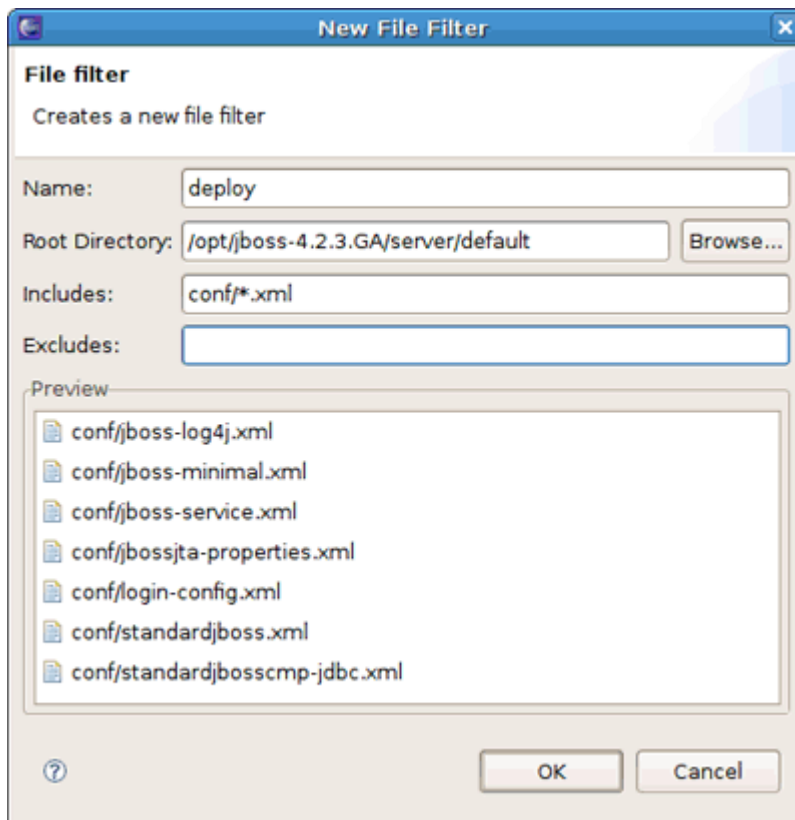 New File Filter
File filter
Creates a new file filter
Name: deploy
Root Directory: /opt/jboss-4.2.3.GA/server/default Browse...
Includes: conf/*.xml
Excludes:
Preview
conf/jboss-log4j.xml
conf/jboss-minimal.xml
conf/jboss-service.xml
conf/jbossjta-properties.xml
conf/login-config.xml
conf/standardjboss.xml
conf/standardjbosscmp-jdbc.xml
? OK Cancel